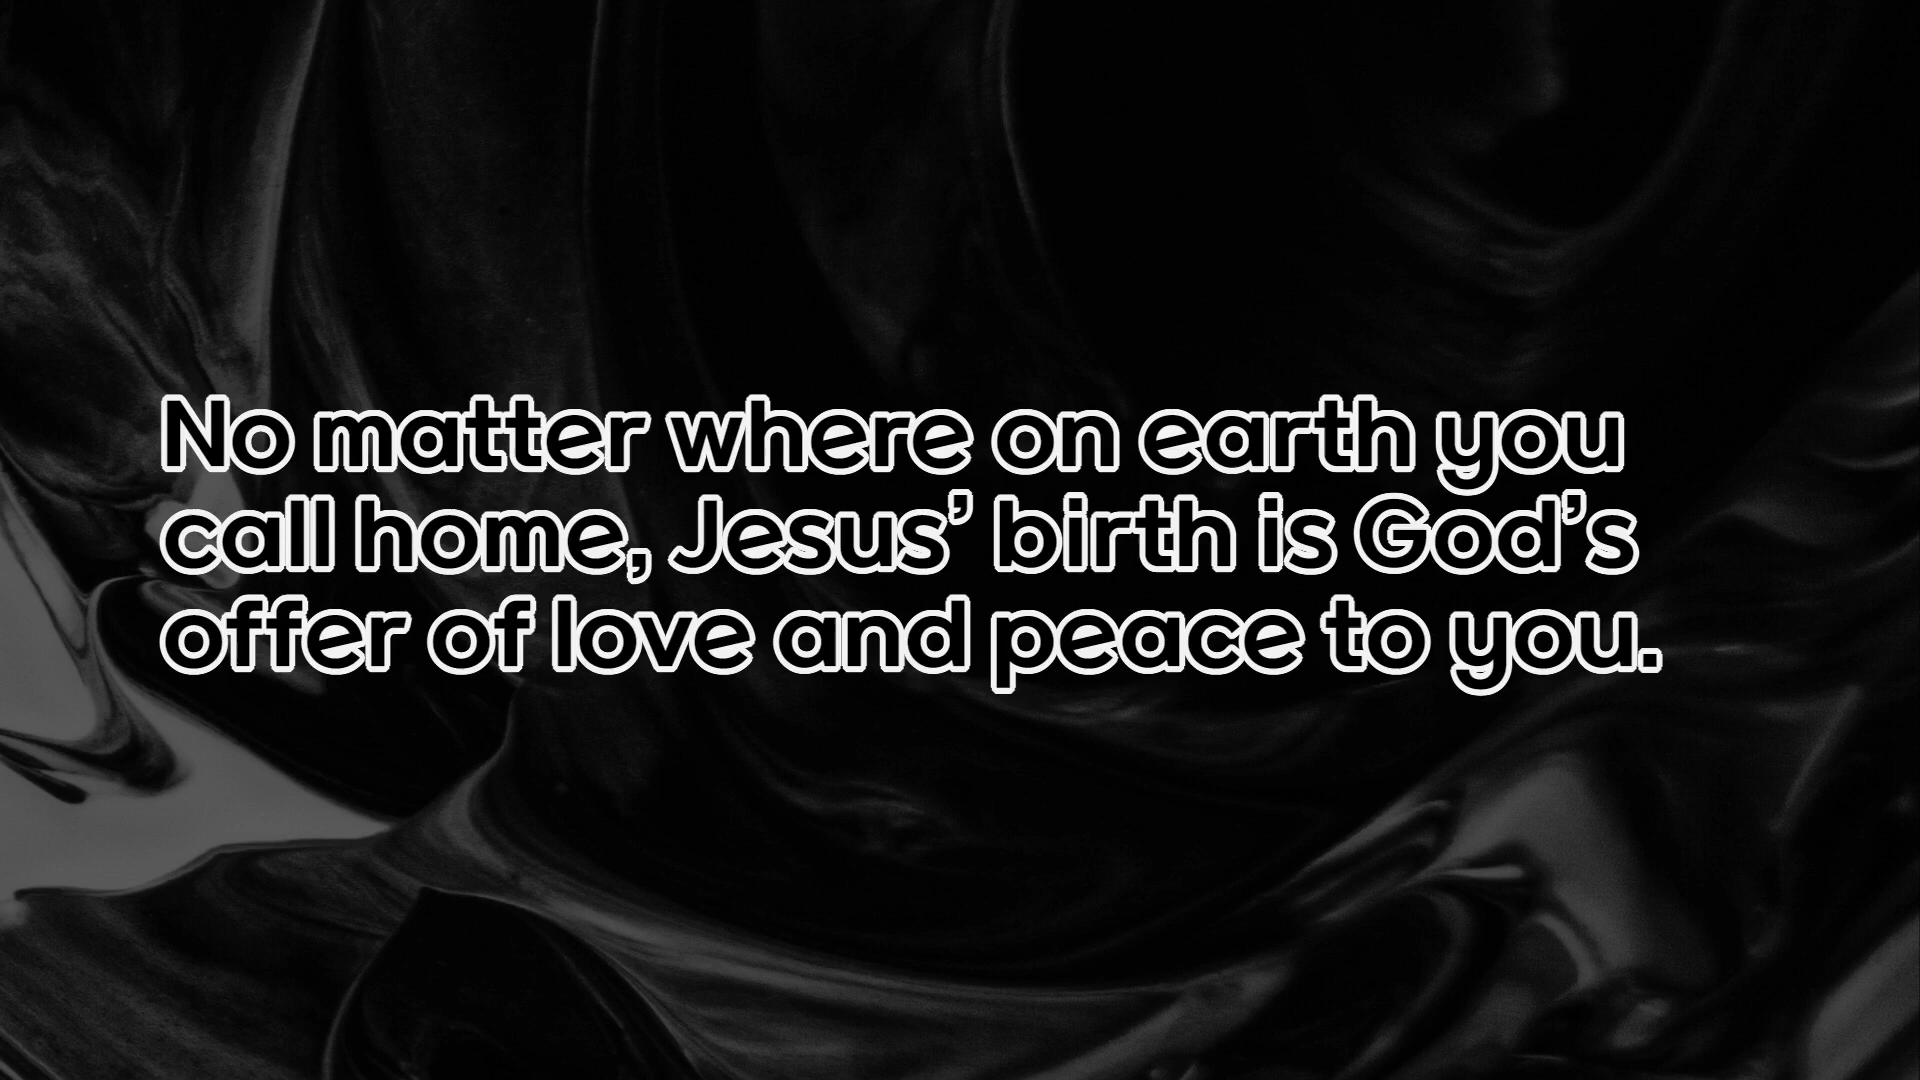 No matter where on earth you
call home, Jesus’ birth is God’s
offer of love and peace to you.